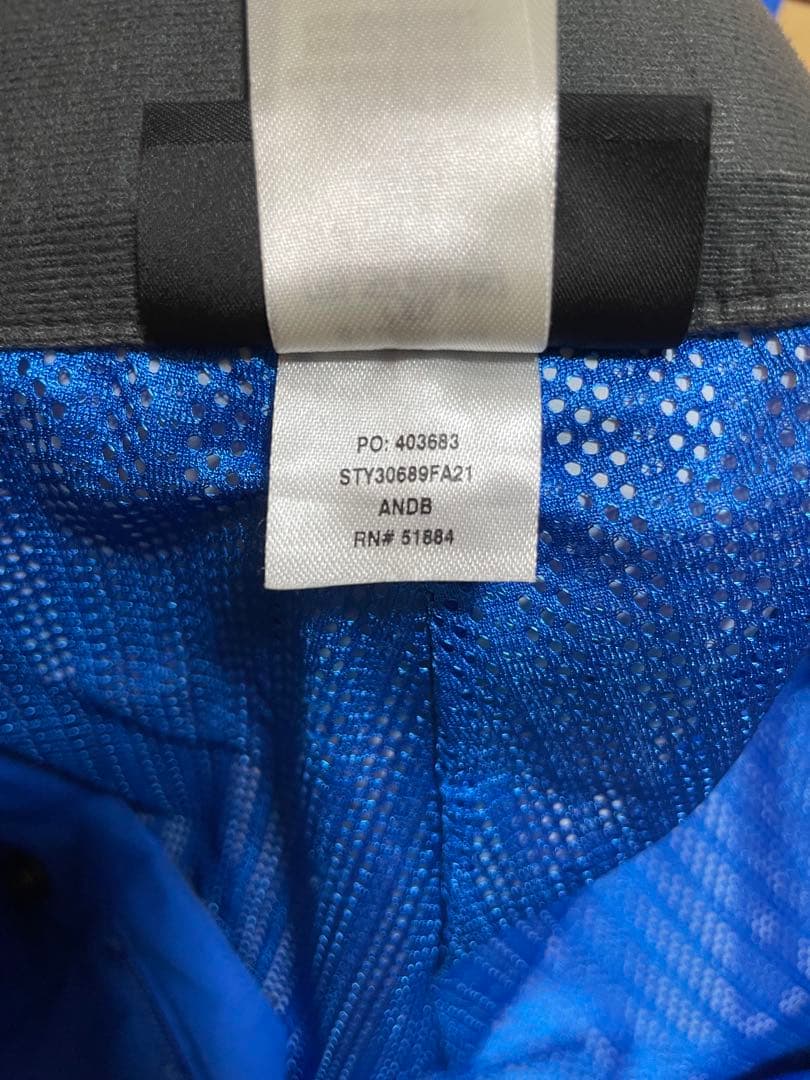 PO: 403683
STY30689FA21
ANDB
RN# 51884